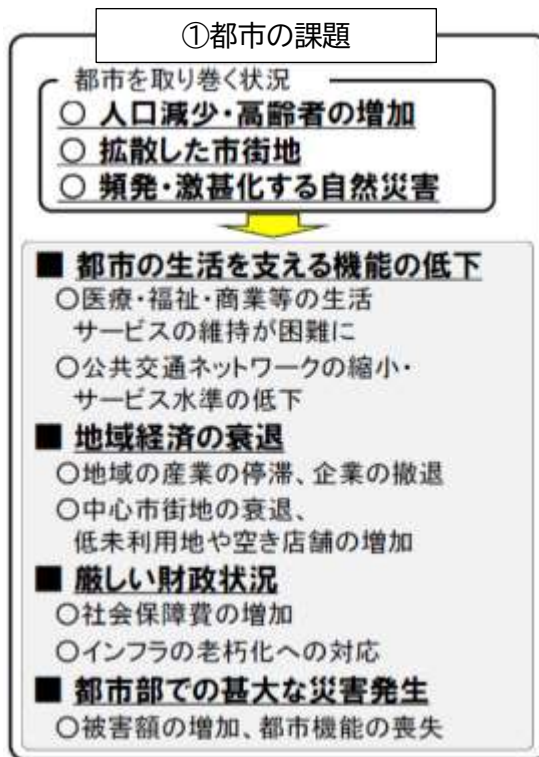 ①都市の課題
都市を取り巻く状況
○ 人口減少・高齢者の増加
○ 拡散した市街地
○ 頻発・激甚化する自然災害
■ 都市の生活を支える機能の低下
○医療・福祉・商業等の生活
サービスの維持が困難に
○公共交通ネットワークの縮小・
サービス水準の低下
■ 地域経済の衰退
○地域の産業の停滞、企業の撤退
○中心市街地の衰退、
低未利用地や空き店舗の増加
■ 厳しい財政状況
○社会保障費の増加
○インフラの老朽化への対応
■ 都市部での甚大な災害発生
○被害額の増加、都市機能の喪失